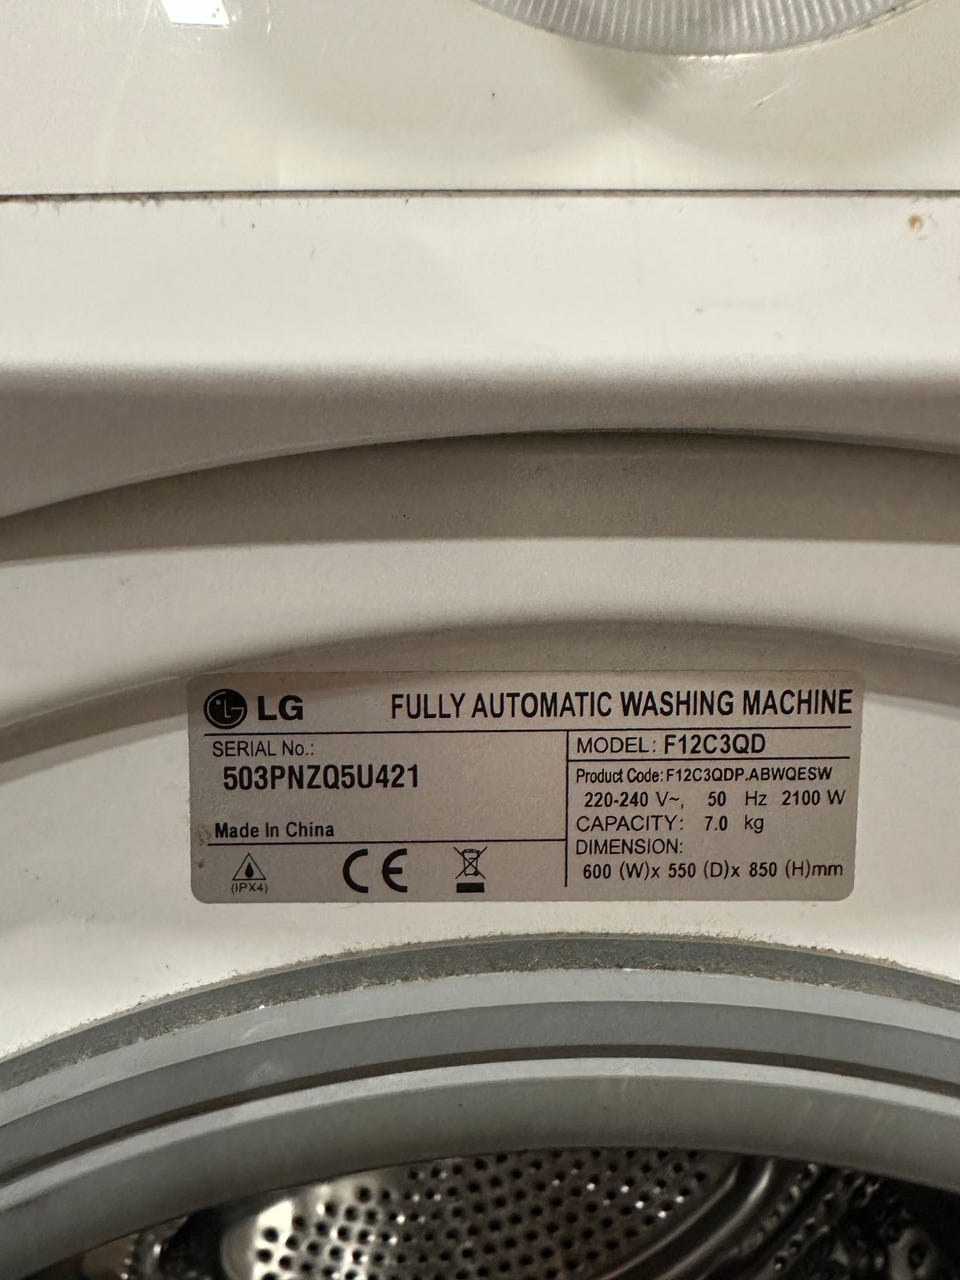 LG FULLY AUTOMATIC WASHING MACHINE
SERIAL No.:
503PNZQ5U421
Made In China
(IPX4)
CE
MODEL: F12C3QD
Product Code: F12C3QDP.ABWQESW
220-240 V~, 50 Hz 2100 W
CAPACITY: 7.0 kg
DIMENSION:
600 (W)x 550 (D)x 850 (H)mm